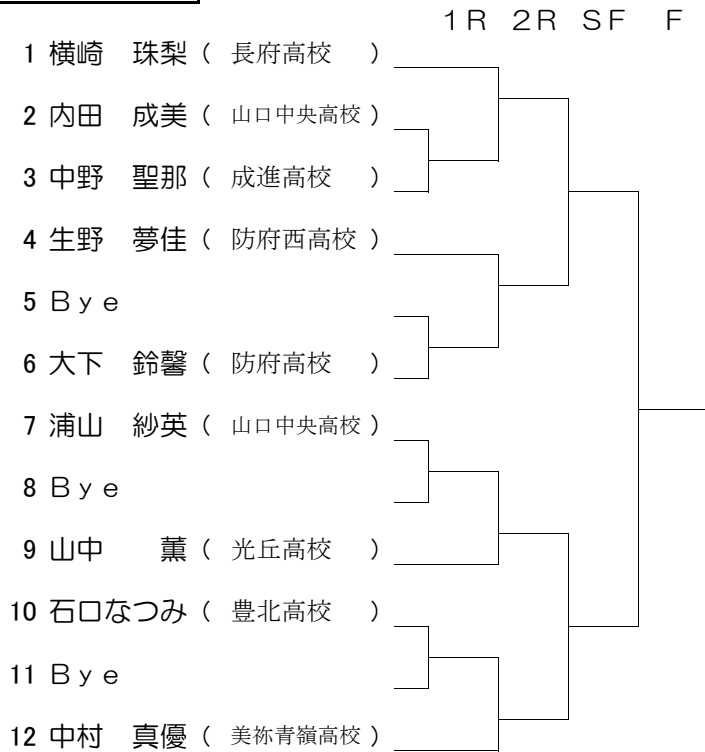 １Ｒ ２Ｒ ＳＦ Ｆ
1 横崎　珠梨（ 長府高校 ）
2 内田　成美（ 山口中央高校 ）
3 中野　聖那（ 成進高校 ）
4 生野　夢佳（ 防府西高校 ）
5 Ｂｙｅ
6 大下　鈴馨（ 防府高校 ）
7 浦山　紗英（ 山口中央高校 ）
8 Ｂｙｅ
9 山中　　薫（ 光丘高校 ）
10 石口なつみ（ 豊北高校 ）
11 Ｂｙｅ
12 中村　真優（ 美祢青嶺高校 ）